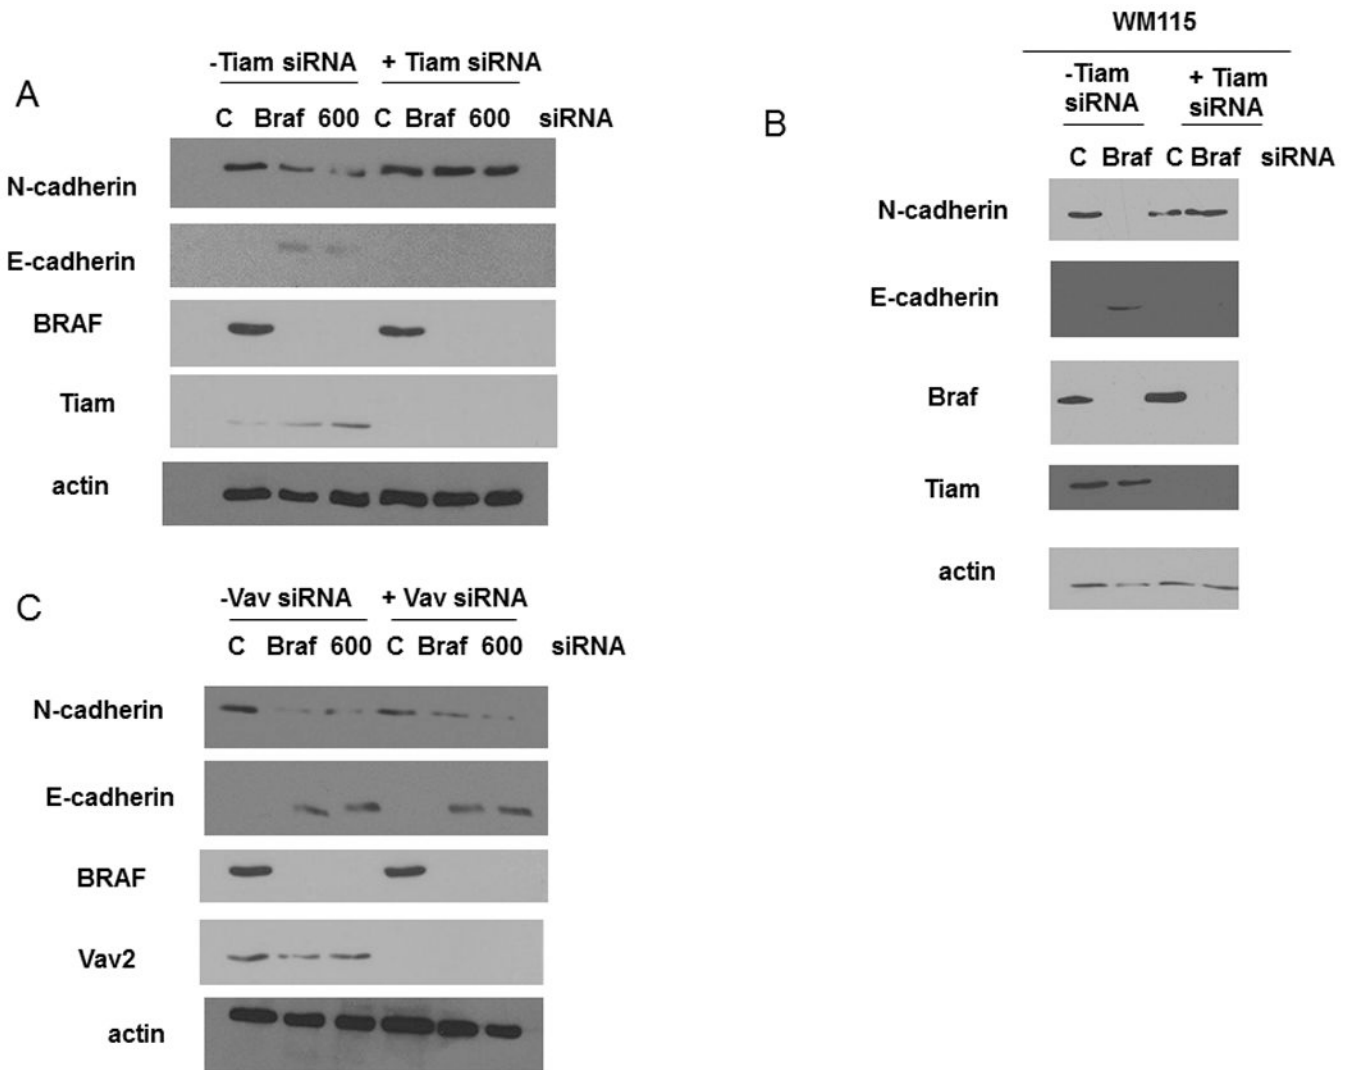 A
-Tiam siRNA + Tiam siRNA
C Braf 600 C Braf 600 siRNA
N-cadherin
E-cadherin
BRAF
Tiam
actin
B
WM115
-Tiam siRNA + Tiam siRNA
C Braf C Braf siRNA
N-cadherin
E-cadherin
Braf
Tiam
actin
C
-Vav siRNA + Vav siRNA
C Braf 600 C Braf 600 siRNA
N-cadherin
E-cadherin
BRAF
Vav2
actin